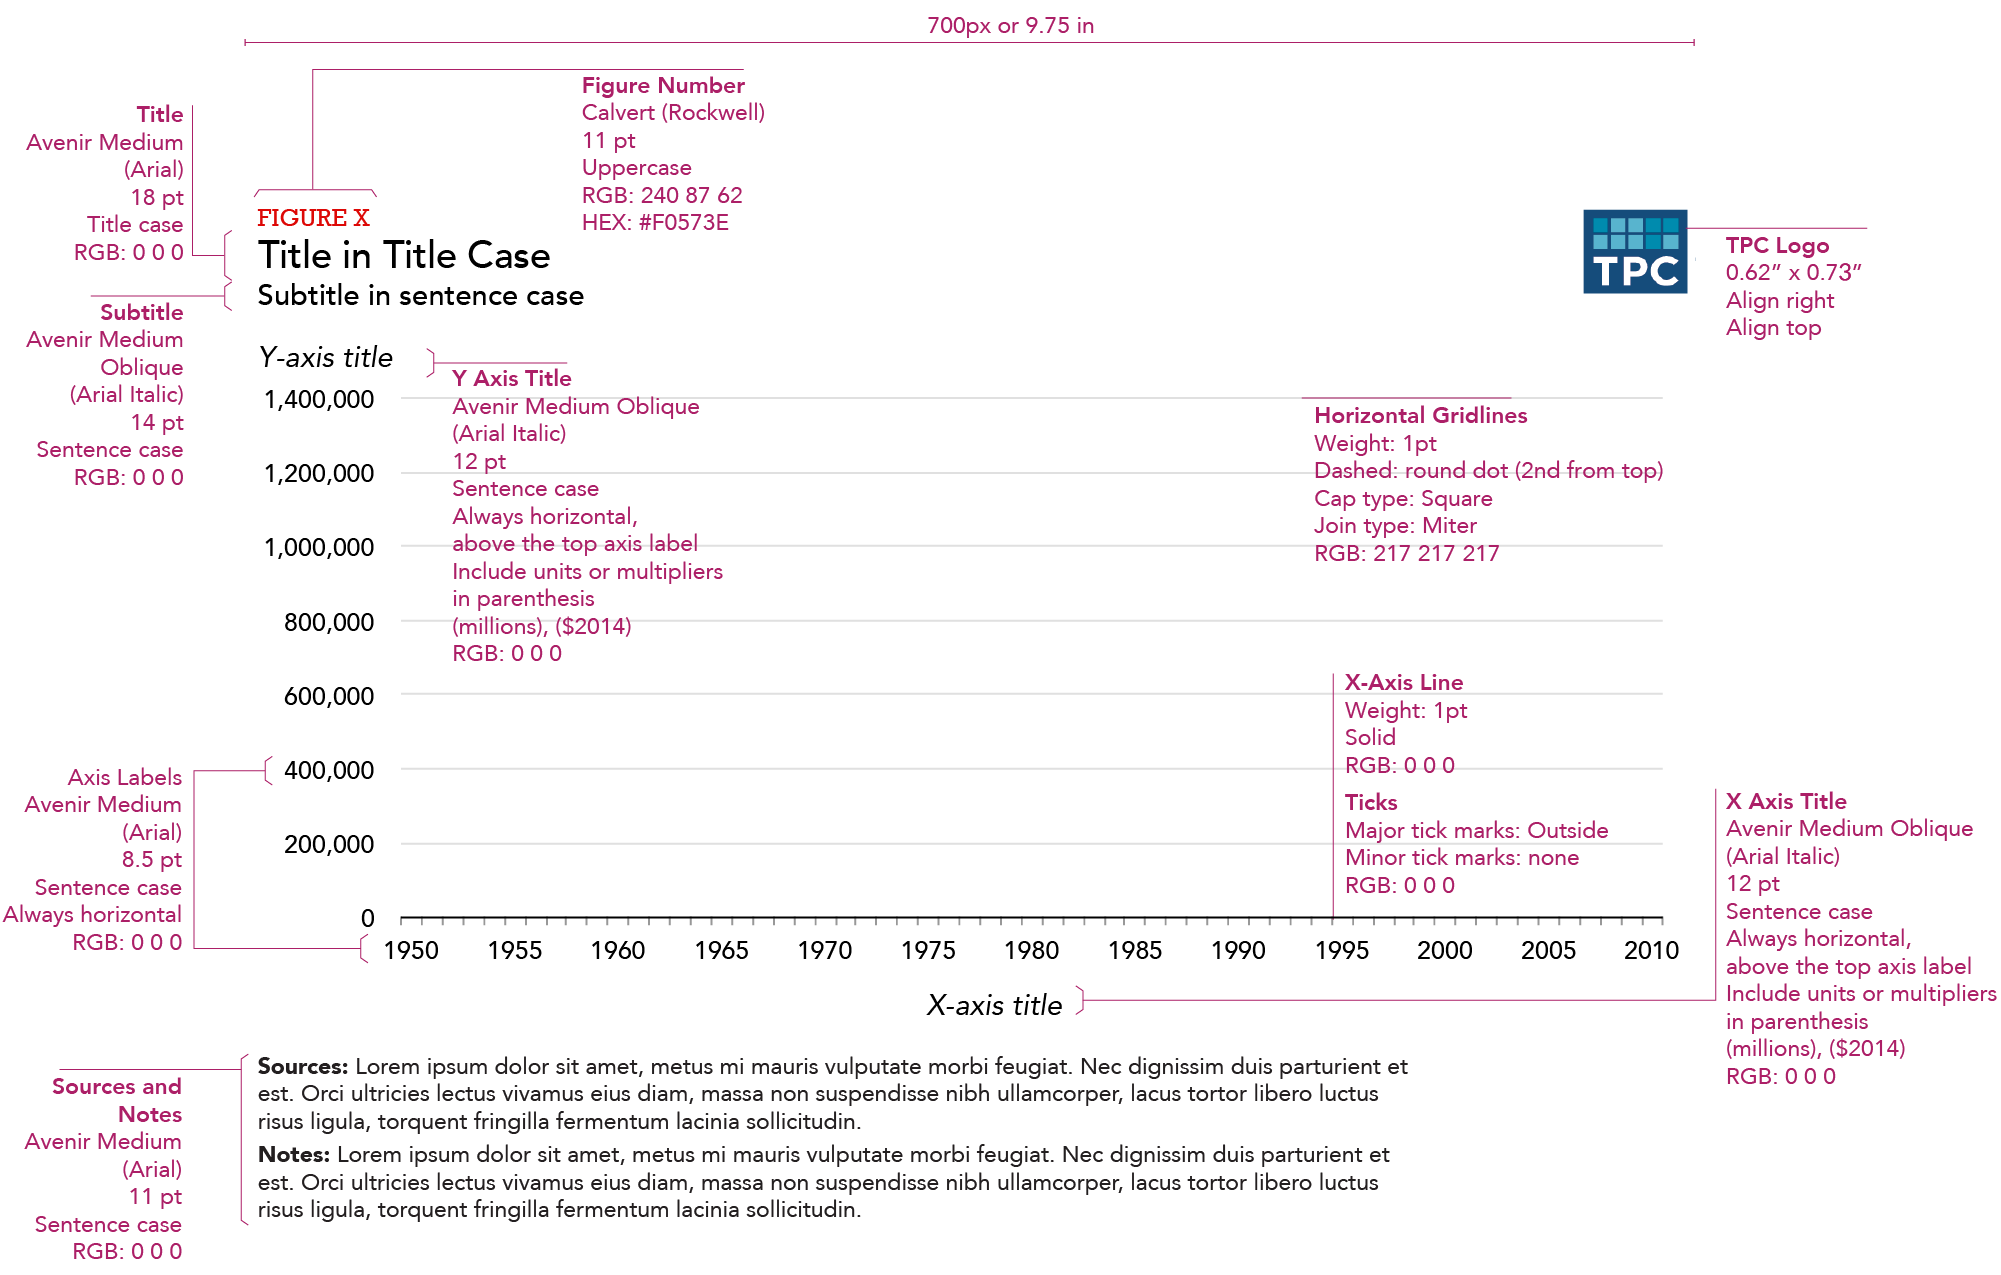 700px or 9.75 in
Figure Number
Calvert (Rockwell)
11 pt
Uppercase
RGB: 240 87 62
HEX: #F0573E
Title
Avenir Medium
(Arial)
18 pt
Title case
RGB: 0 0 0
FIGURE X
Title in Title Case
Subtitle in sentence case
TPC
TPC Logo
0.62” x 0.73”
Align right
Align top
Subtitle
Avenir Medium
Oblique
(Arial Italic)
14 pt
Sentence case
RGB: 0 0 0
Y-axis title
Y Axis Title
Avenir Medium Oblique
(Arial Italic)
12 pt
Sentence case
Always horizontal,
above the top axis label
Include units or multipliers
in parenthesis
(millions), ($2014)
RGB: 0 0 0
Horizontal Gridlines
Weight: 1pt
Dashed: round dot (2nd from top)
Cap type: Square
Join type: Miter
RGB: 217 217 217
1,400,000
1,200,000
1,000,000
800,000
600,000
400,000
200,000
0
X-Axis Line
Weight: 1pt
Solid
RGB: 0 0 0
Ticks
Major tick marks: Outside
Minor tick marks: none
RGB: 0 0 0
Axis Labels
Avenir Medium
(Arial)
8.5 pt
Sentence case
Always horizontal
RGB: 0 0 0
1950 1955 1960 1965 1970 1975 1980 1985 1990 1995 2000 2005 2010
X-axis title
X Axis Title
Avenir Medium Oblique
(Arial Italic)
12 pt
Sentence case
Always horizontal,
above the top axis label
Include units or multipliers
in parenthesis
(millions), ($2014)
RGB: 0 0 0
Sources and
Notes
Avenir Medium
(Arial)
11 pt
Sentence case
RGB: 0 0 0
Sources: Lorem ipsum dolor sit amet, metus mi mauris vulputate morbi feugiat. Nec dignissim duis parturient et
est. Orci ultricies lectus vivamus eius diam, massa non suspendisse nibh ullamcorper, lacus tortor libero luctus
risus ligula, torquent fringilla fermentum lacinia sollicitudin.
Notes: Lorem ipsum dolor sit amet, metus mi mauris vulputate morbi feugiat. Nec dignissim duis parturient et
est. Orci ultricies lectus vivamus eius diam, massa non suspendisse nibh ullamcorper, lacus tortor libero luctus
risus ligula, torquent fringilla fermentum lacinia sollicitudin.